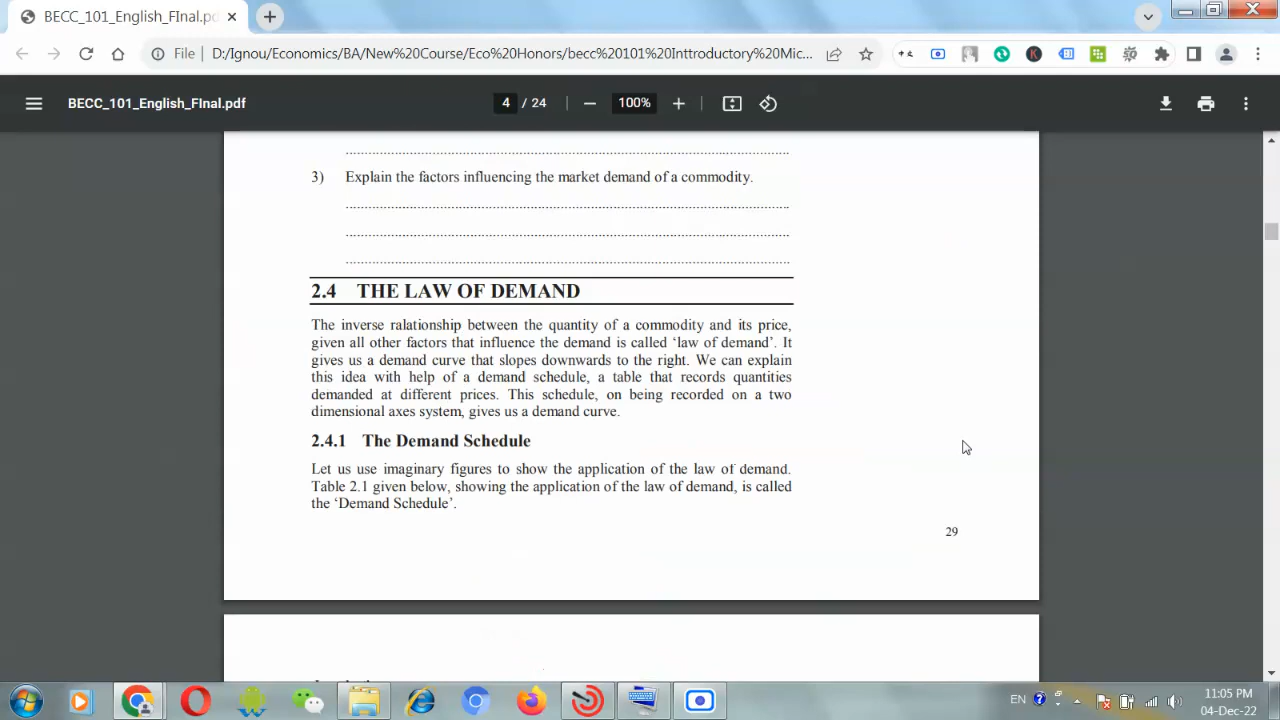 BECC_101_English_FInal.pdf
File | D:/Ignou/Economics/BA/New%20Course/Eco%20Honors/becc%20101%20Inttroductory%20Mic...
BECC_101_English_FInal.pdf
4 / 24
100%
3) Explain the factors influencing the market demand of a commodity.
2.4 THE LAW OF DEMAND
The inverse ralationship between the quantity of a commodity and its price,
given all other factors that influence the demand is called ‘law of demand’. It
gives us a demand curve that slopes downwards to the right. We can explain
this idea with help of a demand schedule, a table that records quantities
demanded at different prices. This schedule, on being recorded on a two
dimensional axes system, gives us a demand curve.
2.4.1 The Demand Schedule
Let us use imaginary figures to show the application of the law of demand.
Table 2.1 given below, showing the application of the law of demand, is called
the ‘Demand Schedule’.
29
EN
11:05 PM
04-Dec-22